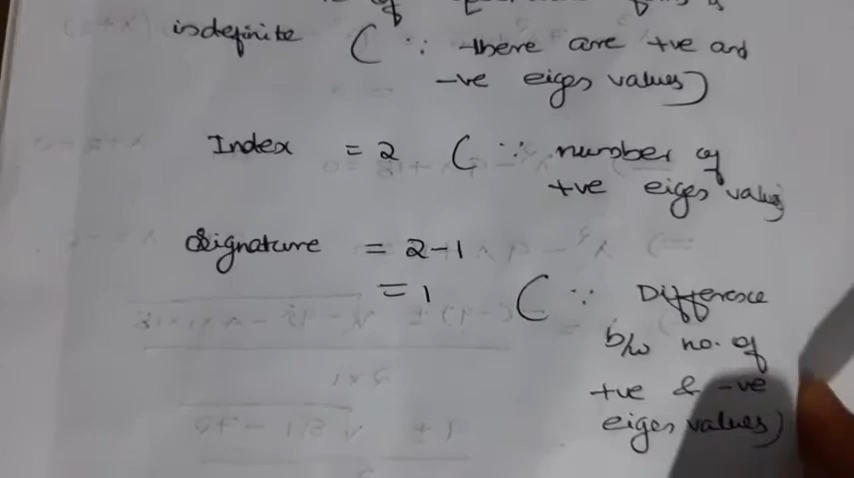 indefinite ( ∵ there are +ve and
-ve eigen values)
Index = 2 ( ∵ number of
+ve eigen values
Signature = 2-1
= 1 ( ∵ Difference
b/w no. of
+ve & -ve
eigen values)